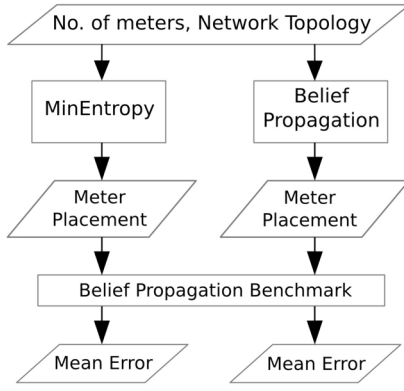 No. of meters, Network Topology
MinEntropy
Belief
Propagation
Meter
Placement
Meter
Placement
Belief Propagation Benchmark
Mean Error
Mean Error